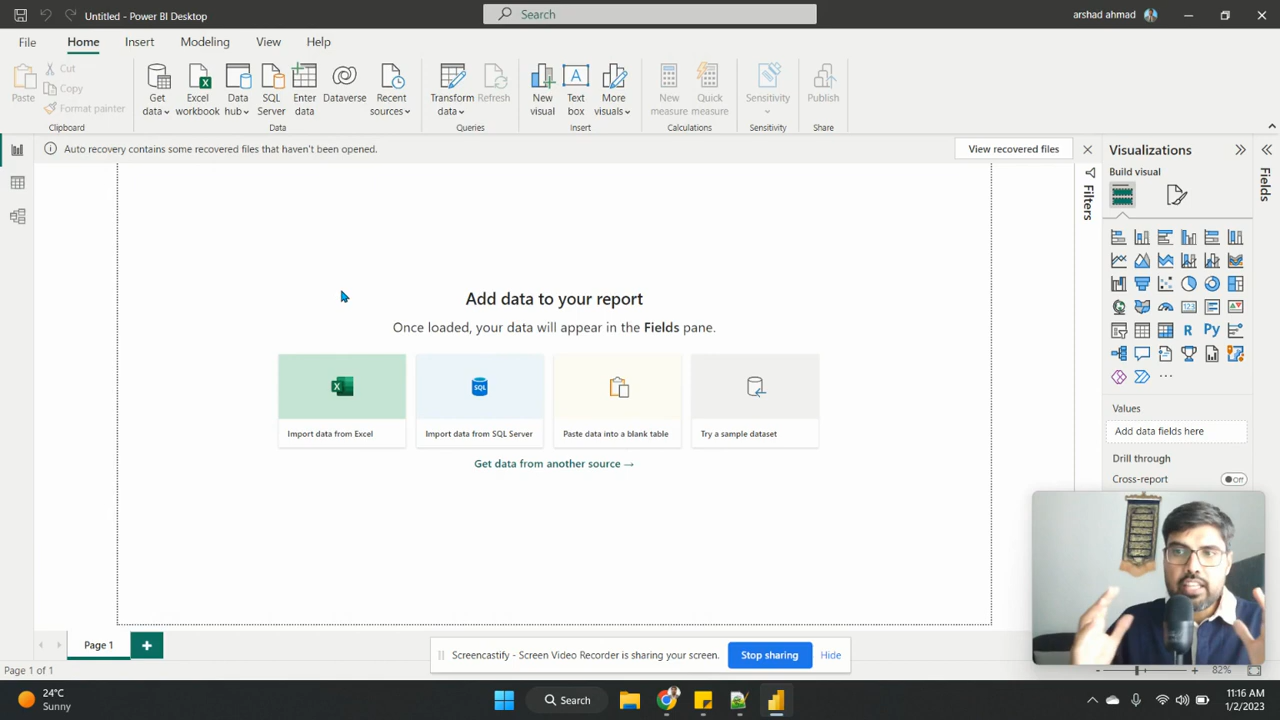 Untitled - Power BI Desktop
Search
arshad ahmad
File
Home
Insert
Modeling
View
Help
Paste
Cut
Copy
Format painter
Clipboard
Get data
Excel workbook
Data hub
SQL Server
Enter data
Dataverse
Recent sources
Data
Transform data
Refresh
Queries
New visual
Text box
More visuals
Insert
New measure
Quick measure
Calculations
Sensitivity
Sensitivity
Publish
Share
Auto recovery contains some recovered files that haven't been opened.
View recovered files
Visualizations
Build visual
Filters
Fields
Add data to your report
Once loaded, your data will appear in the Fields pane.
X
SQL
Import data from Excel
Import data from SQL Server
Paste data into a blank table
Try a sample dataset
Get data from another source →
123
R
Py
Values
Add data fields here
Drill through
Cross-report
Off
Page 1
Page 1 of 1
Screencastify - Screen Video Recorder is sharing your screen.
Stop sharing
Hide
82%
24°C
Sunny
Search
11:16 AM
1/2/2023